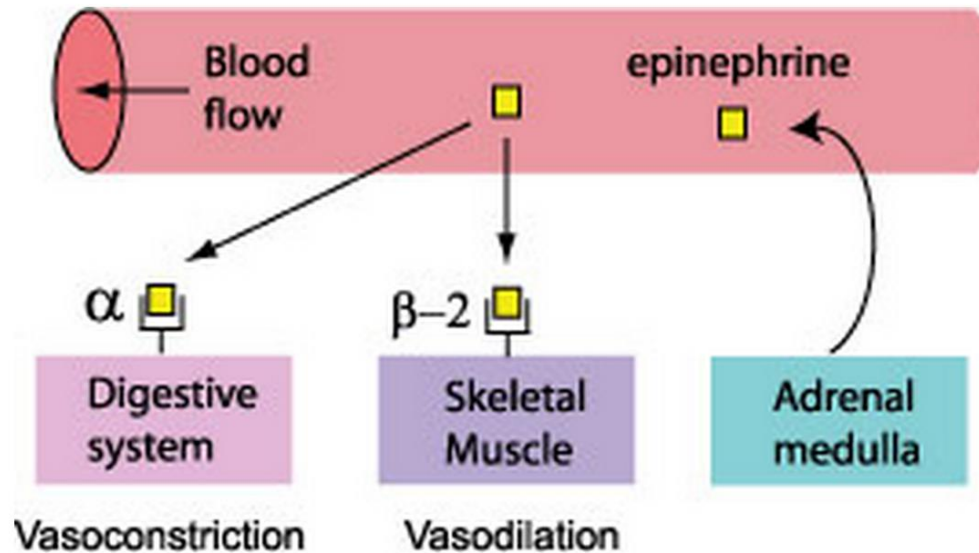 Blood
flow
epinephrine
α
β–2
Digestive
system
Skeletal
Muscle
Adrenal
medulla
Vasoconstriction
Vasodilation